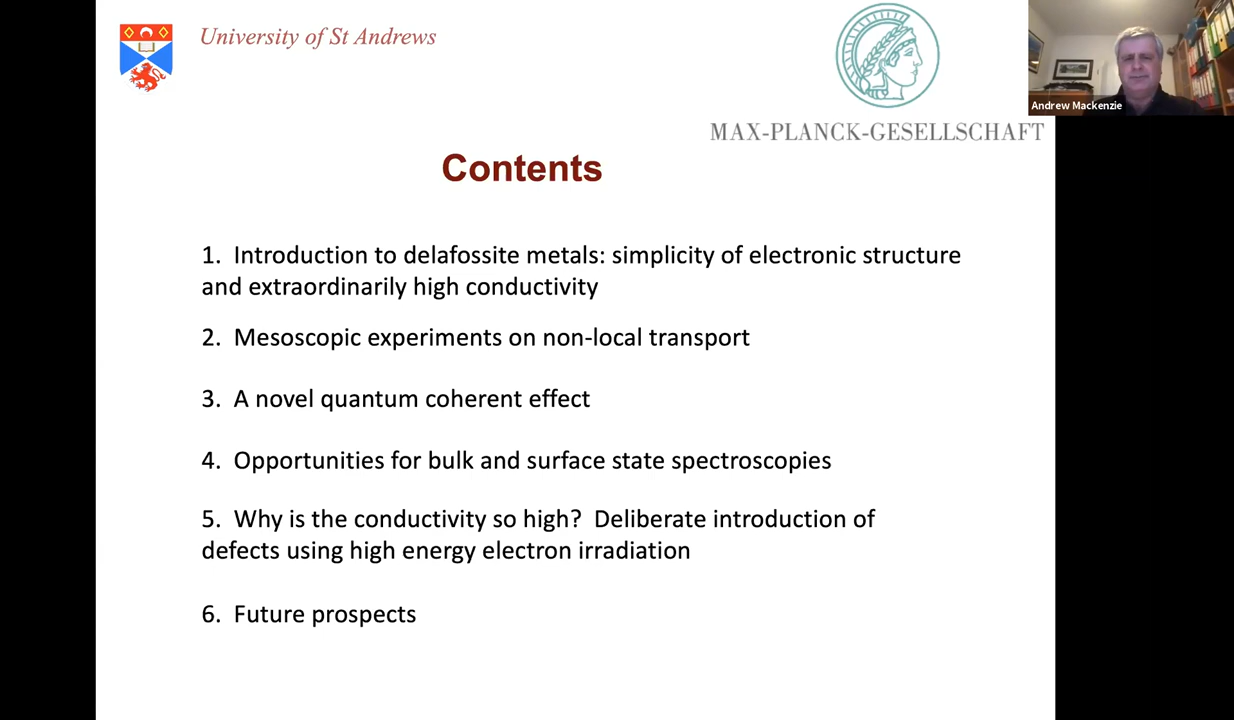 University of St Andrews
MAX-PLANCK-GESELLSCHAFT
Andrew Mackenzie
Contents
1.  Introduction to delafossite metals: simplicity of electronic structure
and extraordinarily high conductivity
2.  Mesoscopic experiments on non-local transport
3.  A novel quantum coherent effect
4.  Opportunities for bulk and surface state spectroscopies
5.  Why is the conductivity so high?  Deliberate introduction of
defects using high energy electron irradiation
6.  Future prospects